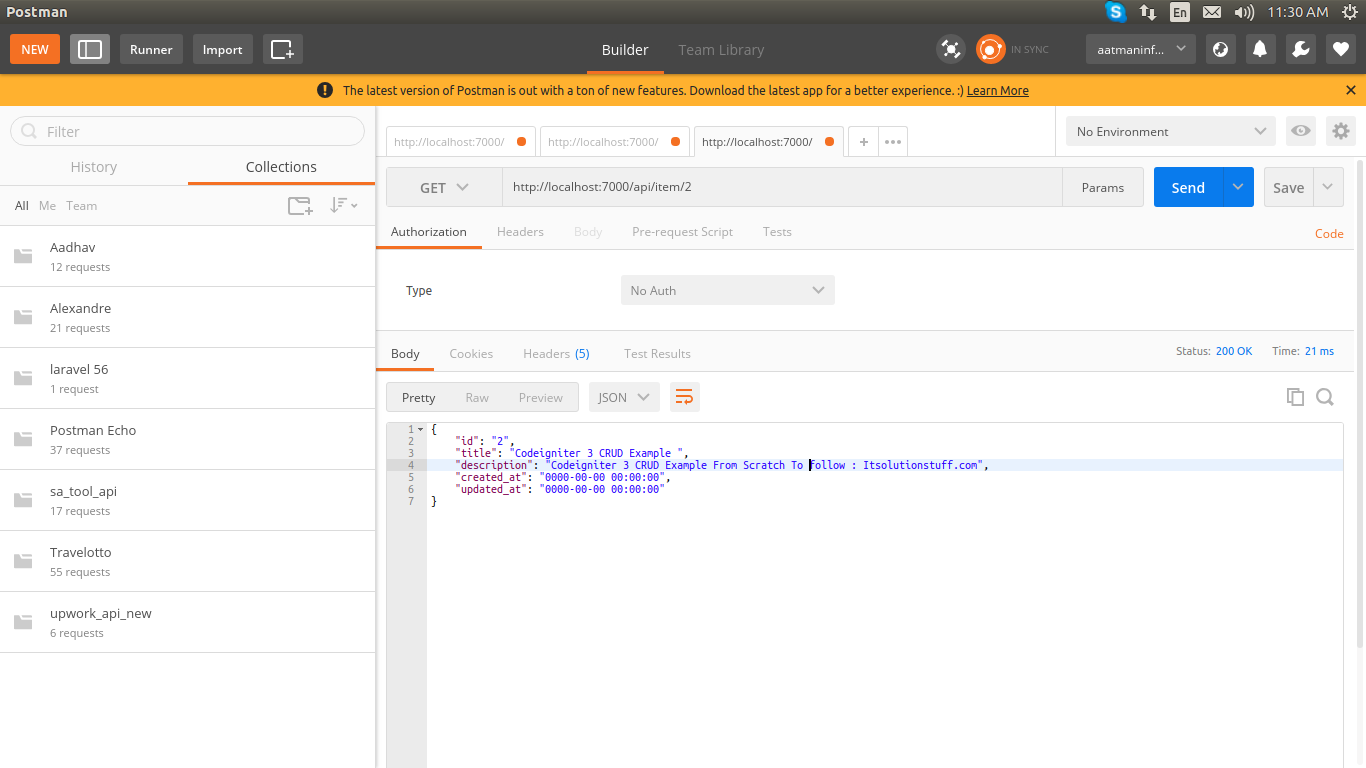 Postman
En
11:30 AM
NEW
Runner
Import
Builder
Team Library
IN SYNC
aatmaninf...
The latest version of Postman is out with a ton of new features. Download the latest app for a better experience. :) Learn More
Filter
History
Collections
All
Me
Team
Aadhav
12 requests
Alexandre
21 requests
laravel 56
1 request
Postman Echo
37 requests
sa_tool_api
17 requests
Travelotto
55 requests
upwork_api_new
6 requests
http://localhost:7000/
http://localhost:7000/
http://localhost:7000/
No Environment
GET
http://localhost:7000/api/item/2
Params
Send
Save
Authorization
Headers
Body
Pre-request Script
Tests
Code
Type
No Auth
Body
Cookies
Headers (5)
Test Results
Status: 200 OK
Time: 21 ms
Pretty
Raw
Preview
JSON
1 {
2 "id": "2",
3 "title": "Codeigniter 3 CRUD Example ",
4 "description": "Codeigniter 3 CRUD Example From Scratch To Follow : Itsolutionstuff.com",
5 "created_at": "0000-00-00 00:00:00",
6 "updated_at": "0000-00-00 00:00:00"
7 }